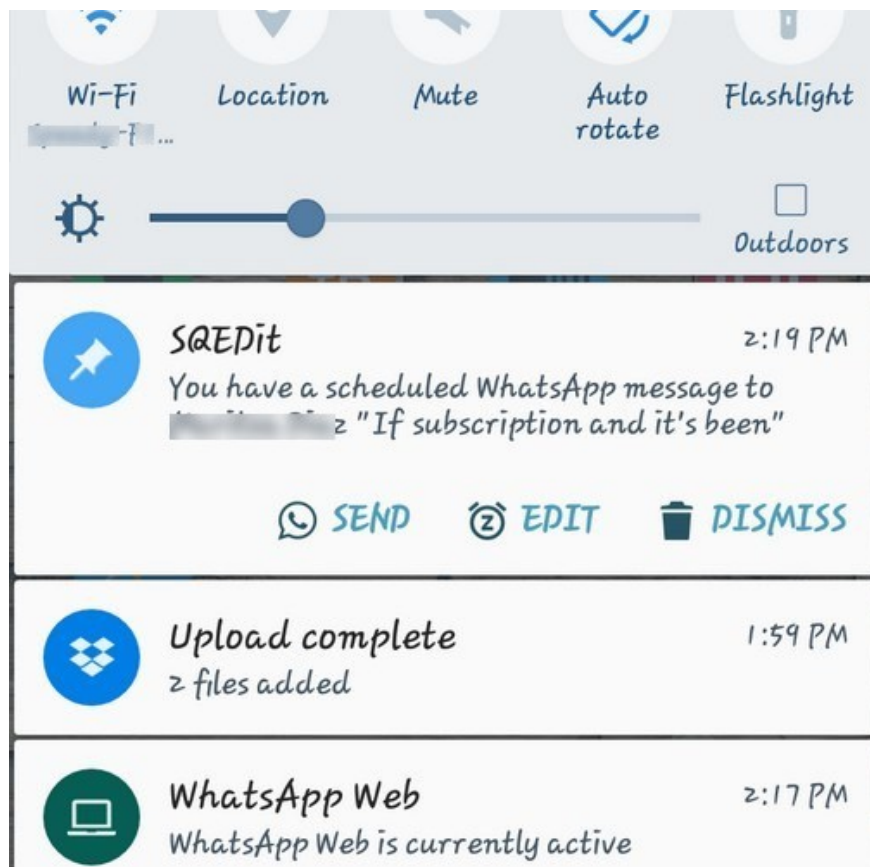 Wi-Fi
Location
Mute
Auto
rotate
Flashlight
Outdoors
SQEDit
2:19 PM
You have a scheduled WhatsApp message to
"If subscription and it's been"
SEND
EDIT
DISMISS
Upload complete
1:59 PM
2 files added
WhatsApp Web
2:17 PM
WhatsApp Web is currently active